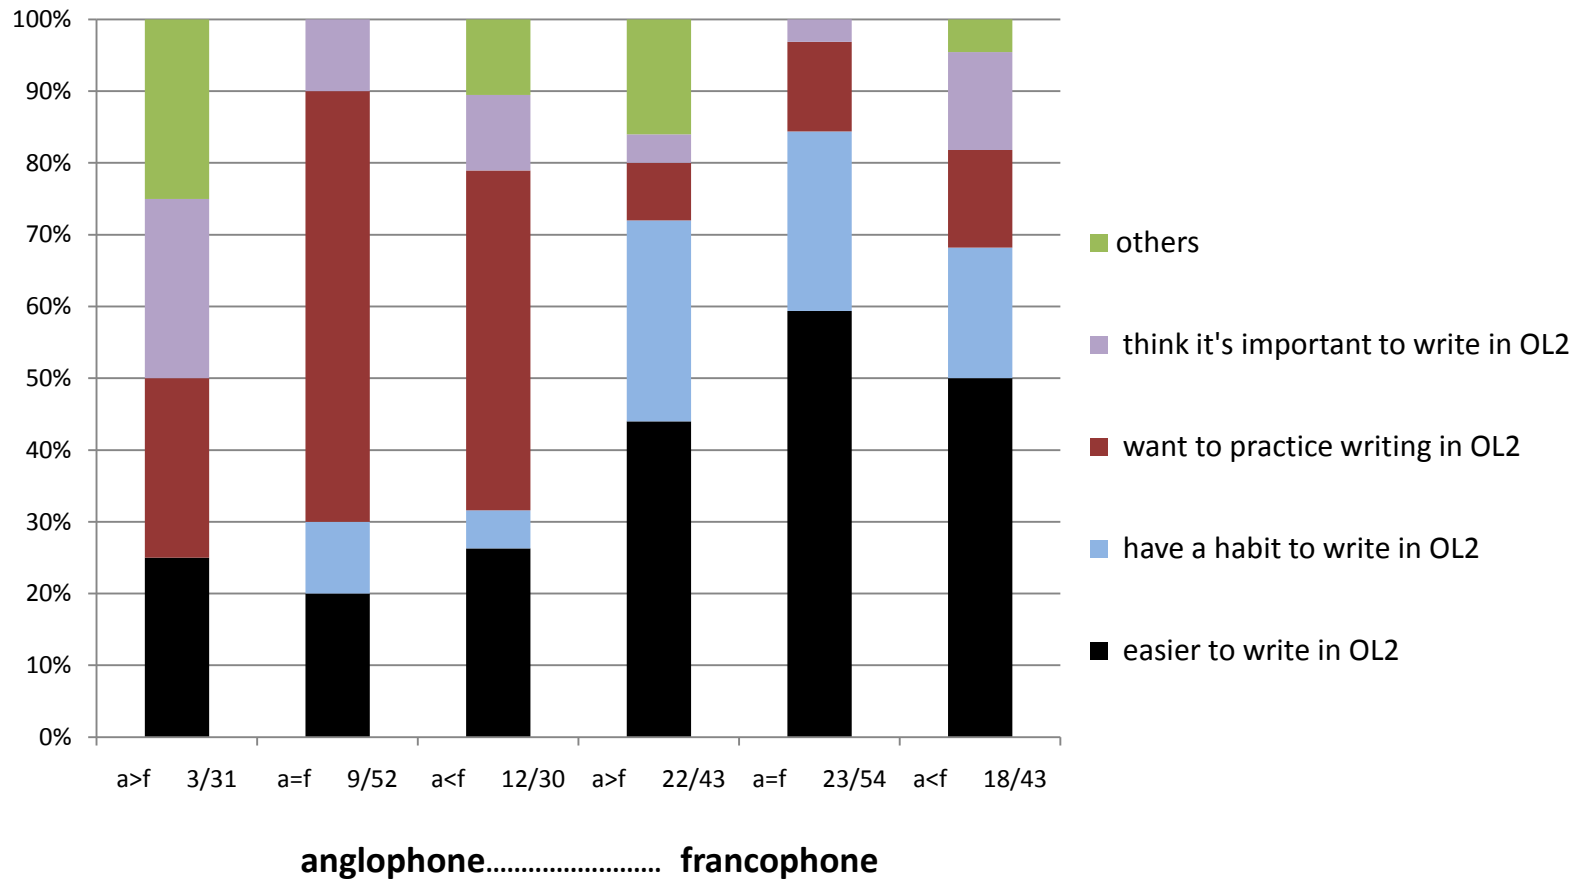 100%
90%
80%
70%
60%
50%
40%
30%
20%
10%
0%
a>f 3/31 a=f 9/52 a<f 12/30 a>f 22/43 a=f 23/54 a<f 18/43
anglophone......................... francophone
others
think it's important to write in OL2
want to practice writing in OL2
have a habit to write in OL2
easier to write in OL2